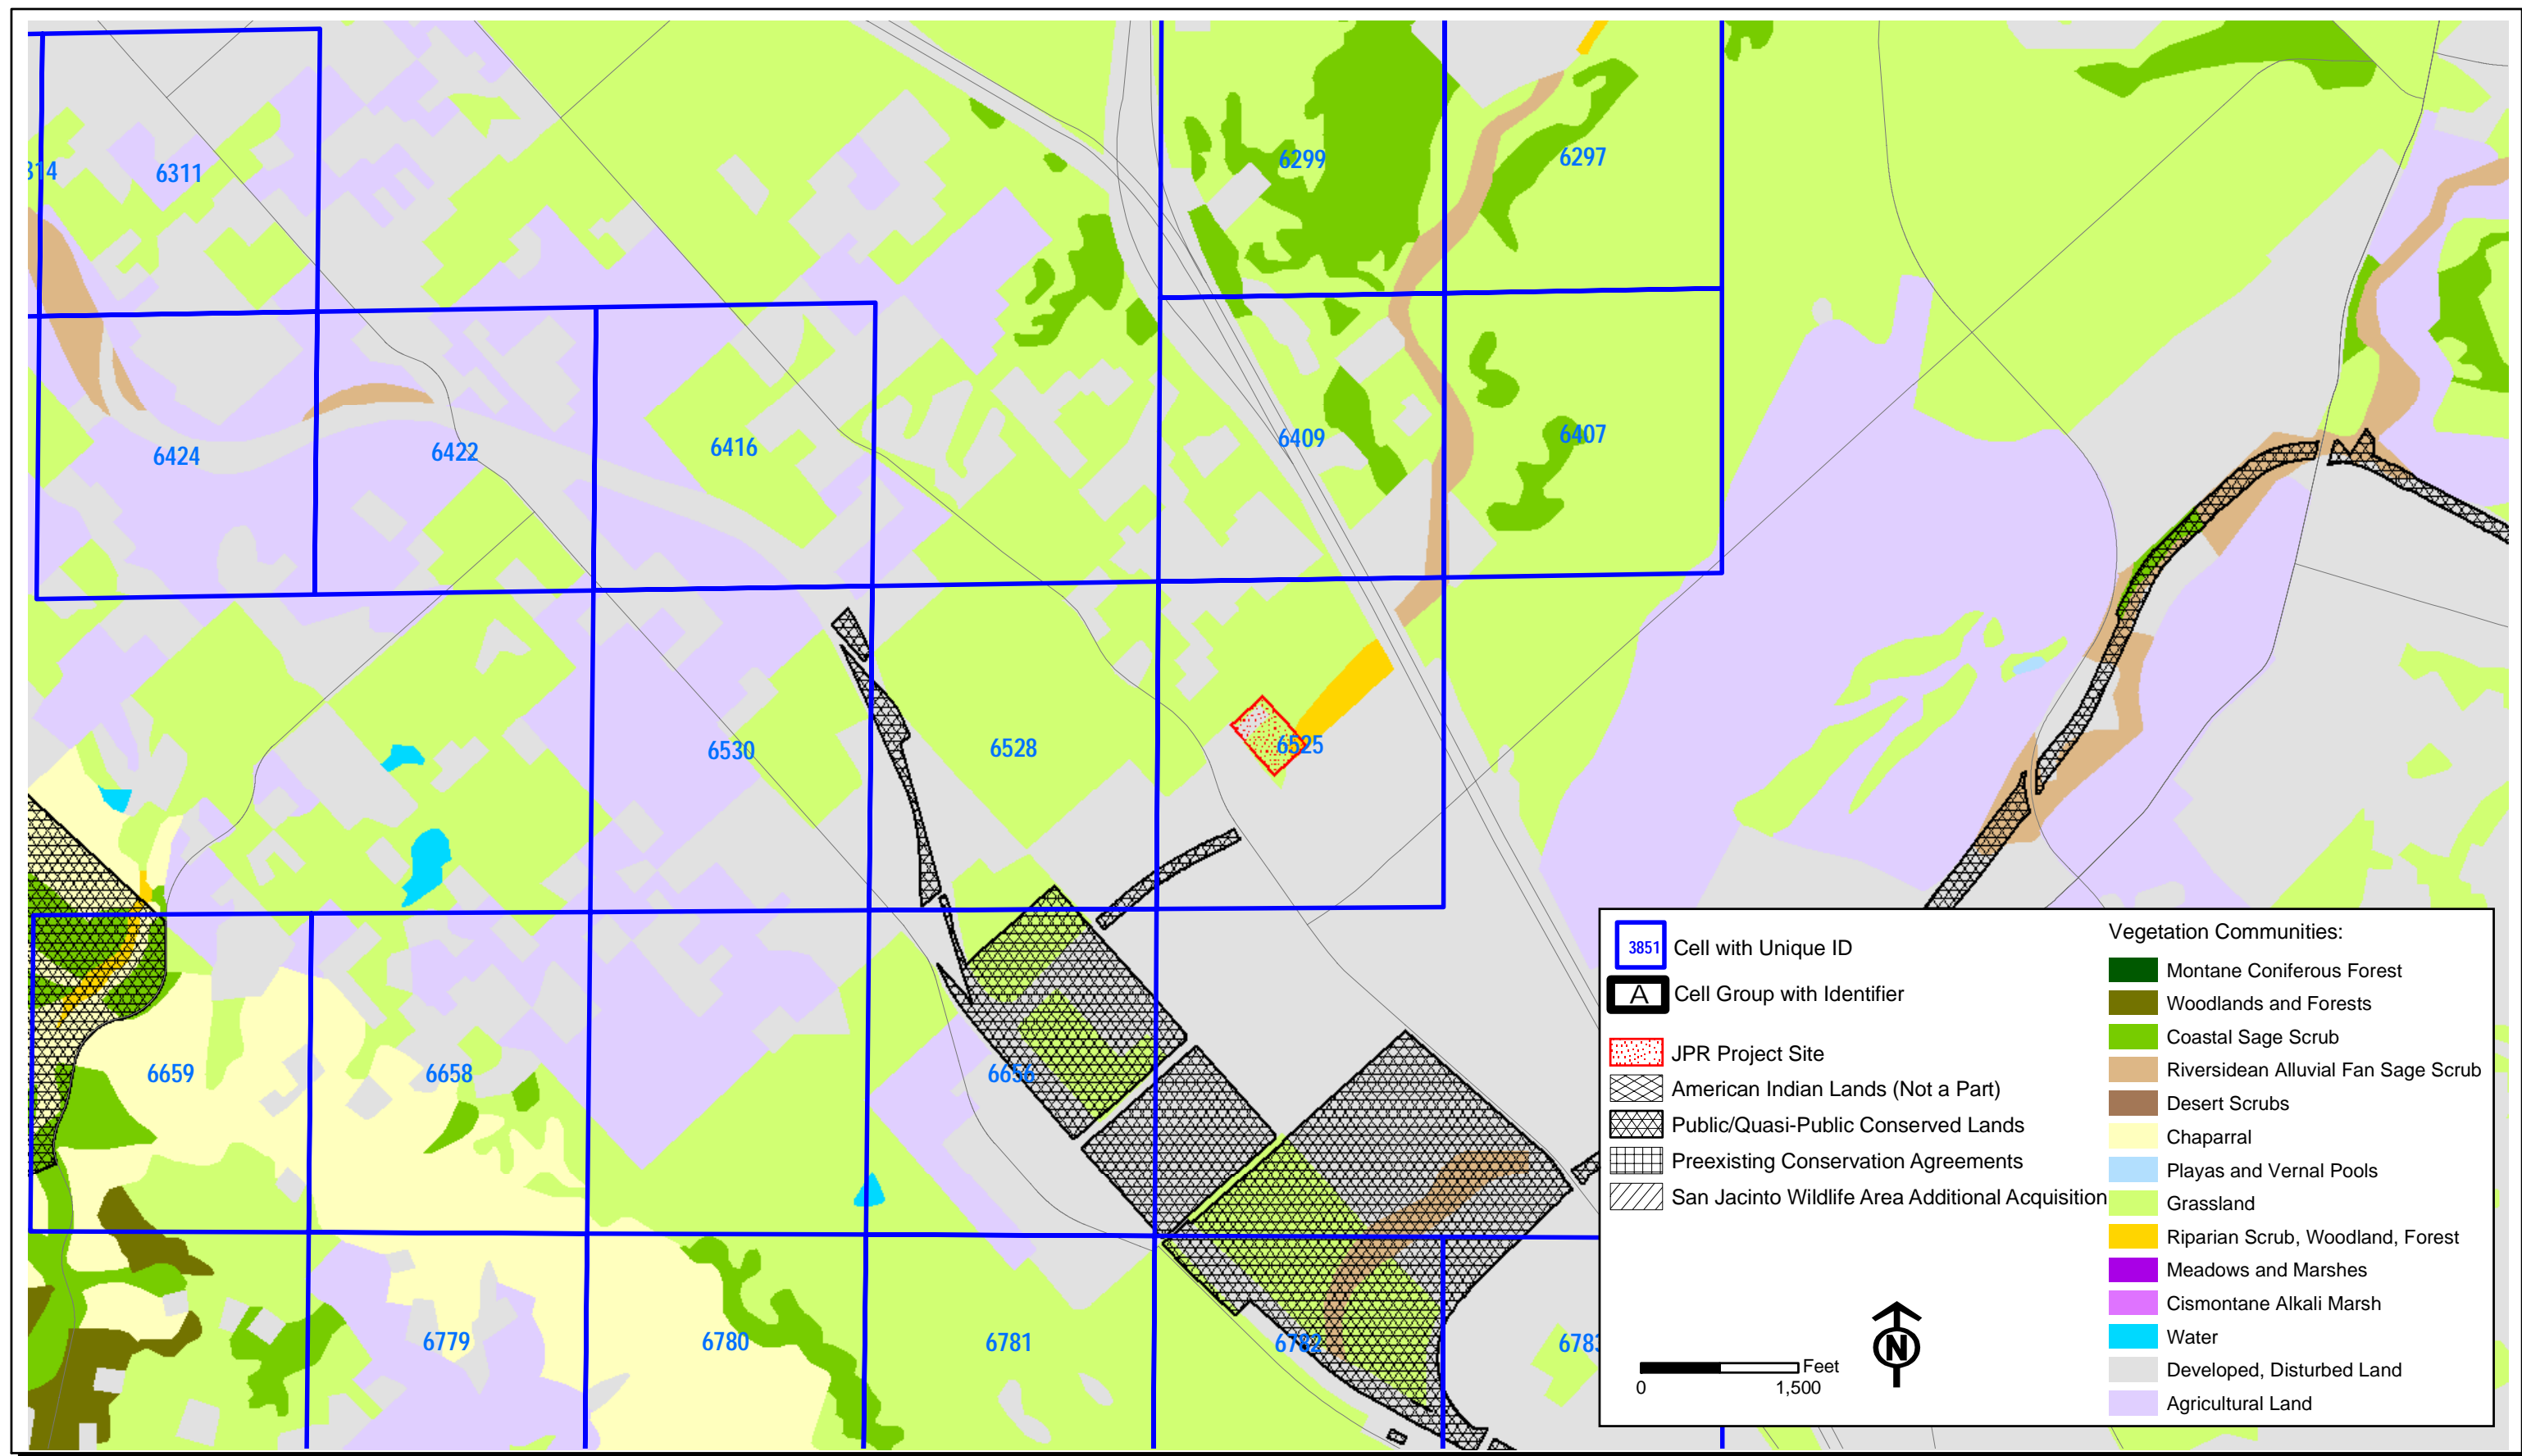 6299
6297
314
6311
6407
6409
6416
6422
6424
6525
6528
6530
6656
6658
6659
6779
6780
6781
6782
6783
3851 Cell with Unique ID
A Cell Group with Identifier
JPR Project Site
American Indian Lands (Not a Part)
Public/Quasi-Public Conserved Lands
Preexisting Conservation Agreements
San Jacinto Wildlife Area Additional Acquisition
Feet
0 1,500
N
Vegetation Communities:
Montane Coniferous Forest
Woodlands and Forests
Coastal Sage Scrub
Riversidean Alluvial Fan Sage Scrub
Desert Scrubs
Chaparral
Playas and Vernal Pools
Grassland
Riparian Scrub, Woodland, Forest
Meadows and Marshes
Cismontane Alkali Marsh
Water
Developed, Disturbed Land
Agricultural Land